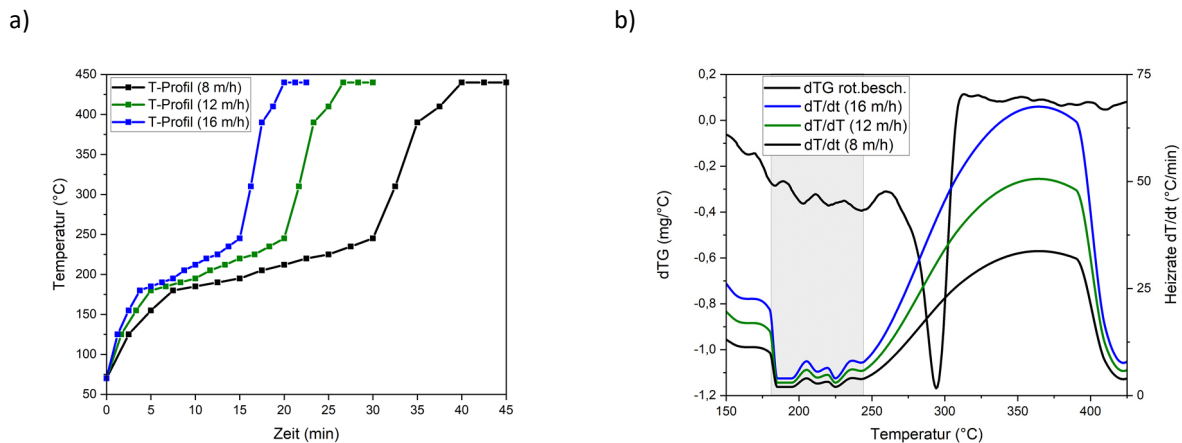 a)
b)
T-Profil (8 m/h)
T-Profil (12 m/h)
T-Profil (16 m/h)
450
400
350
300
250
200
150
100
50
Temperatur (°C)
0 5 10 15 20 25 30 35 40 45
Zeit (min)
dTG rot.besch.
dT/dt (16 m/h)
dT/dT (12 m/h)
dT/dt (8 m/h)
0,2
0,0
-0,2
-0,4
-0,6
-0,8
-1,0
-1,2
dTG (mg/°C)
75
50
25
0
Heizrate dT/dt (°C/min)
150 200 250 300 350 400
Temperatur (°C)